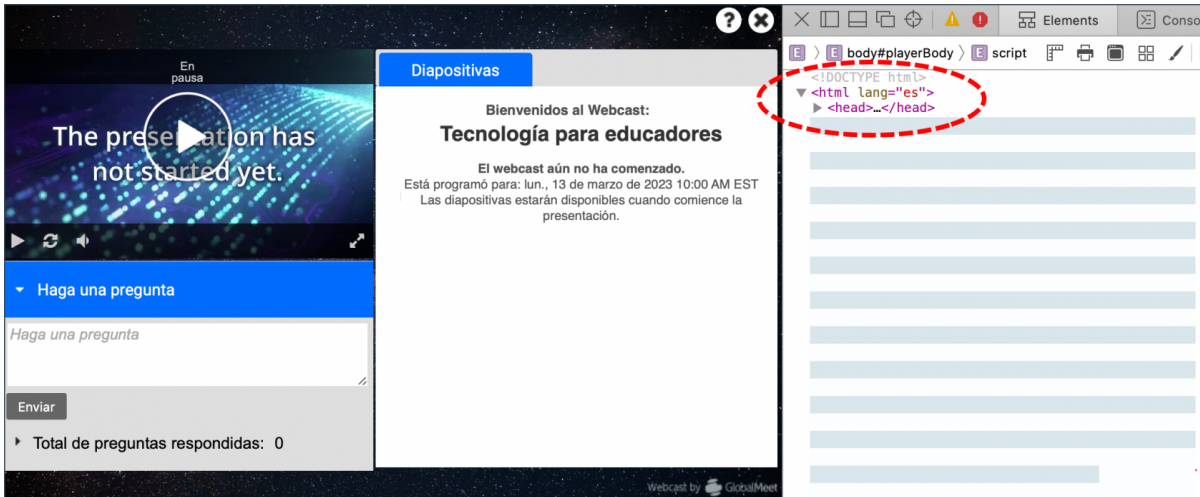 En
pausa
The presentation has
not started yet.
Haga una pregunta
Haga una pregunta
Enviar
Total de preguntas respondidas: 0
Diapositivas
Bienvenidos al Webcast:
Tecnología para educadores
El webcast aún no ha comenzado.
Está programó para: lun., 13 de marzo de 2023 10:00 AM EST
Las diapositivas estarán disponibles cuando comience la
presentación.
Webcast by GlobalMeet
Elements
Conso
E body#playerBody E script
<!DOCTYPE html>
<html lang="es">
<head>…</head>